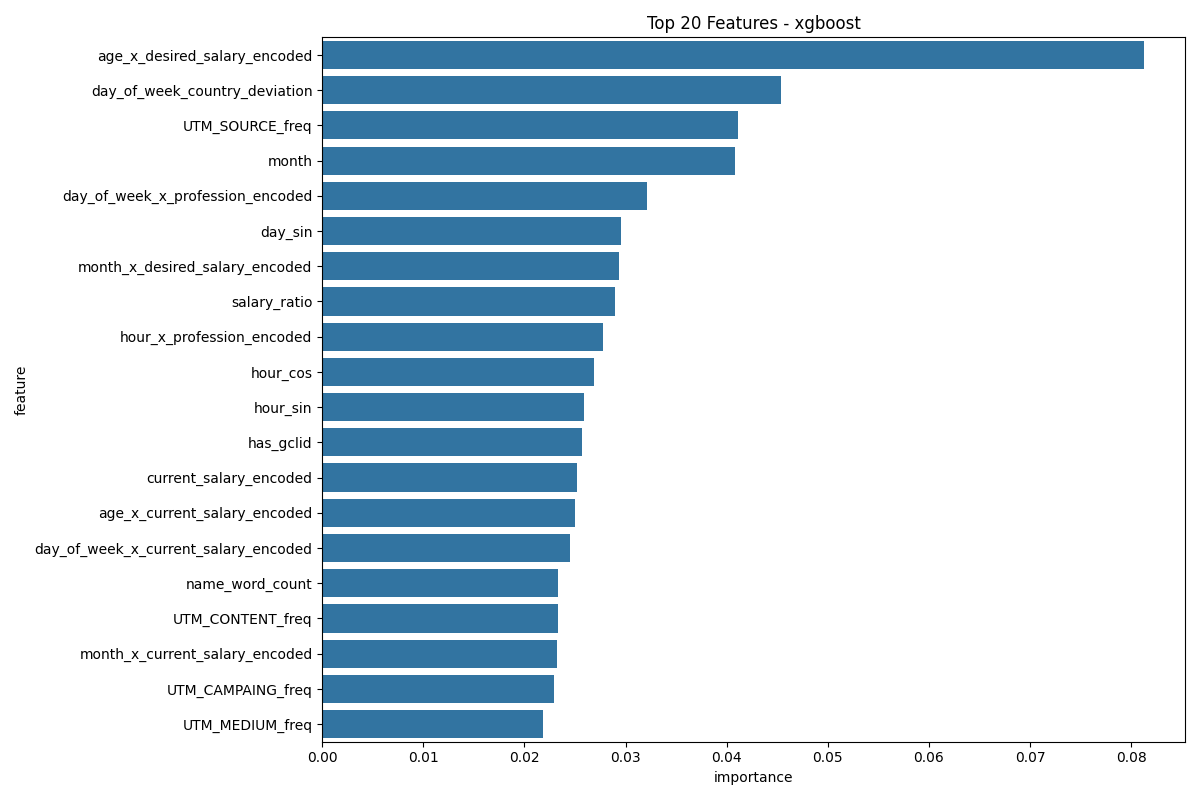 Top 20 Features - xgboost
feature
age_x_desired_salary_encoded
day_of_week_country_deviation
UTM_SOURCE_freq
month
day_of_week_x_profession_encoded
day_sin
month_x_desired_salary_encoded
salary_ratio
hour_x_profession_encoded
hour_cos
hour_sin
has_gclid
current_salary_encoded
age_x_current_salary_encoded
day_of_week_x_current_salary_encoded
name_word_count
UTM_CONTENT_freq
month_x_current_salary_encoded
UTM_CAMPAING_freq
UTM_MEDIUM_freq
0.00 0.01 0.02 0.03 0.04 0.05 0.06 0.07 0.08
importance